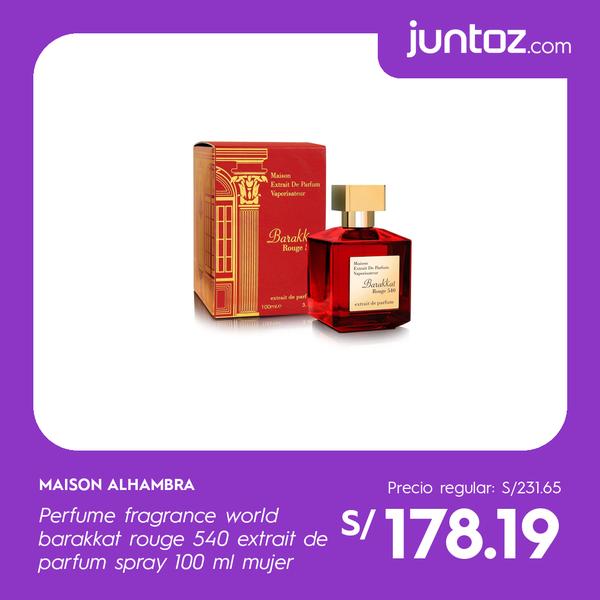 juntoz.com
Maison
Extrait De Parfum
Vaporisateur
Rouge
extrait de
100ml
Maison
Extrait De Parfum
Vaporisateur
Barakkat
Rouge 540
extrait de parfum
MAISON ALHAMBRA
Perfume fragrance world
barakkat rouge 540 extrait de
parfum spray 100 ml mujer
Precio regular: S/231.65
S/178.19